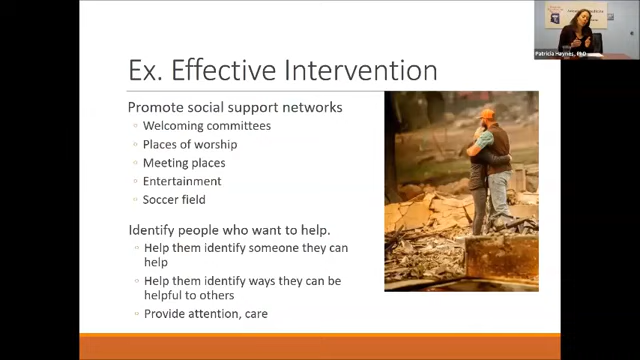 Patricia Haynes, PhD
Ex. Effective Intervention
Promote social support networks
◦ Welcoming committees
◦ Places of worship
◦ Meeting places
◦ Entertainment
◦ Soccer field
Identify people who want to help.
◦ Help them identify someone they can
help
◦ Help them identify ways they can be
helpful to others
◦ Provide attention, care